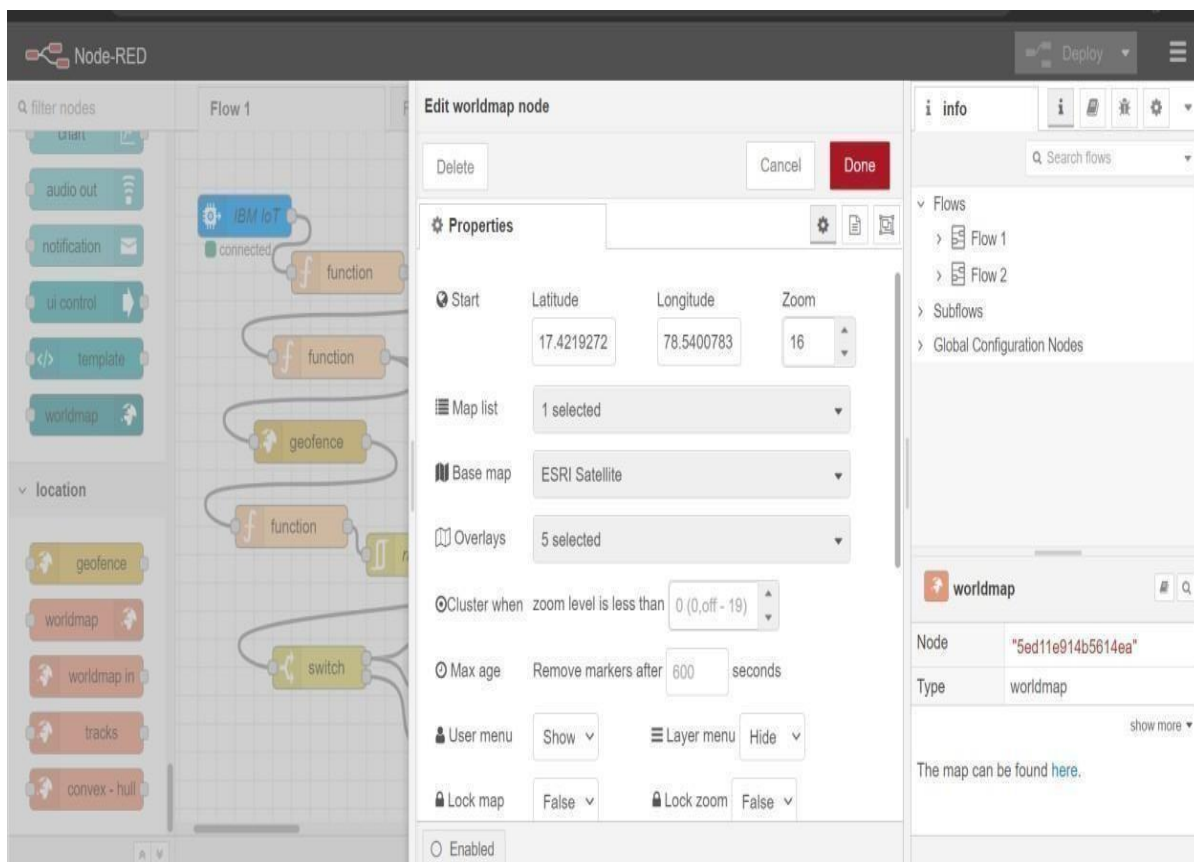 Node-RED
Deploy
filter nodes
chart
audio out
notification
ui control
</> template
worldmap
location
geofence
worldmap
worldmap in
tracks
convex - hull
Flow 1
IBM IoT
connected
function
function
geofence
function
switch
Edit worldmap node
Delete
Cancel
Done
Properties
Start
Latitude
Longitude
Zoom
17.4219272
78.5400783
16
Map list
1 selected
Base map
ESRI Satellite
Overlays
5 selected
Cluster when zoom level is less than 0 (0,off - 19)
Max age Remove markers after 600 seconds
User menu Show
Layer menu Hide
Lock map False
Lock zoom False
Enabled
i info
i
Search flows
Flows
Flow 1
Flow 2
Subflows
Global Configuration Nodes
worldmap
Node "5ed11e914b5614ea"
Type worldmap
show more
The map can be found here.